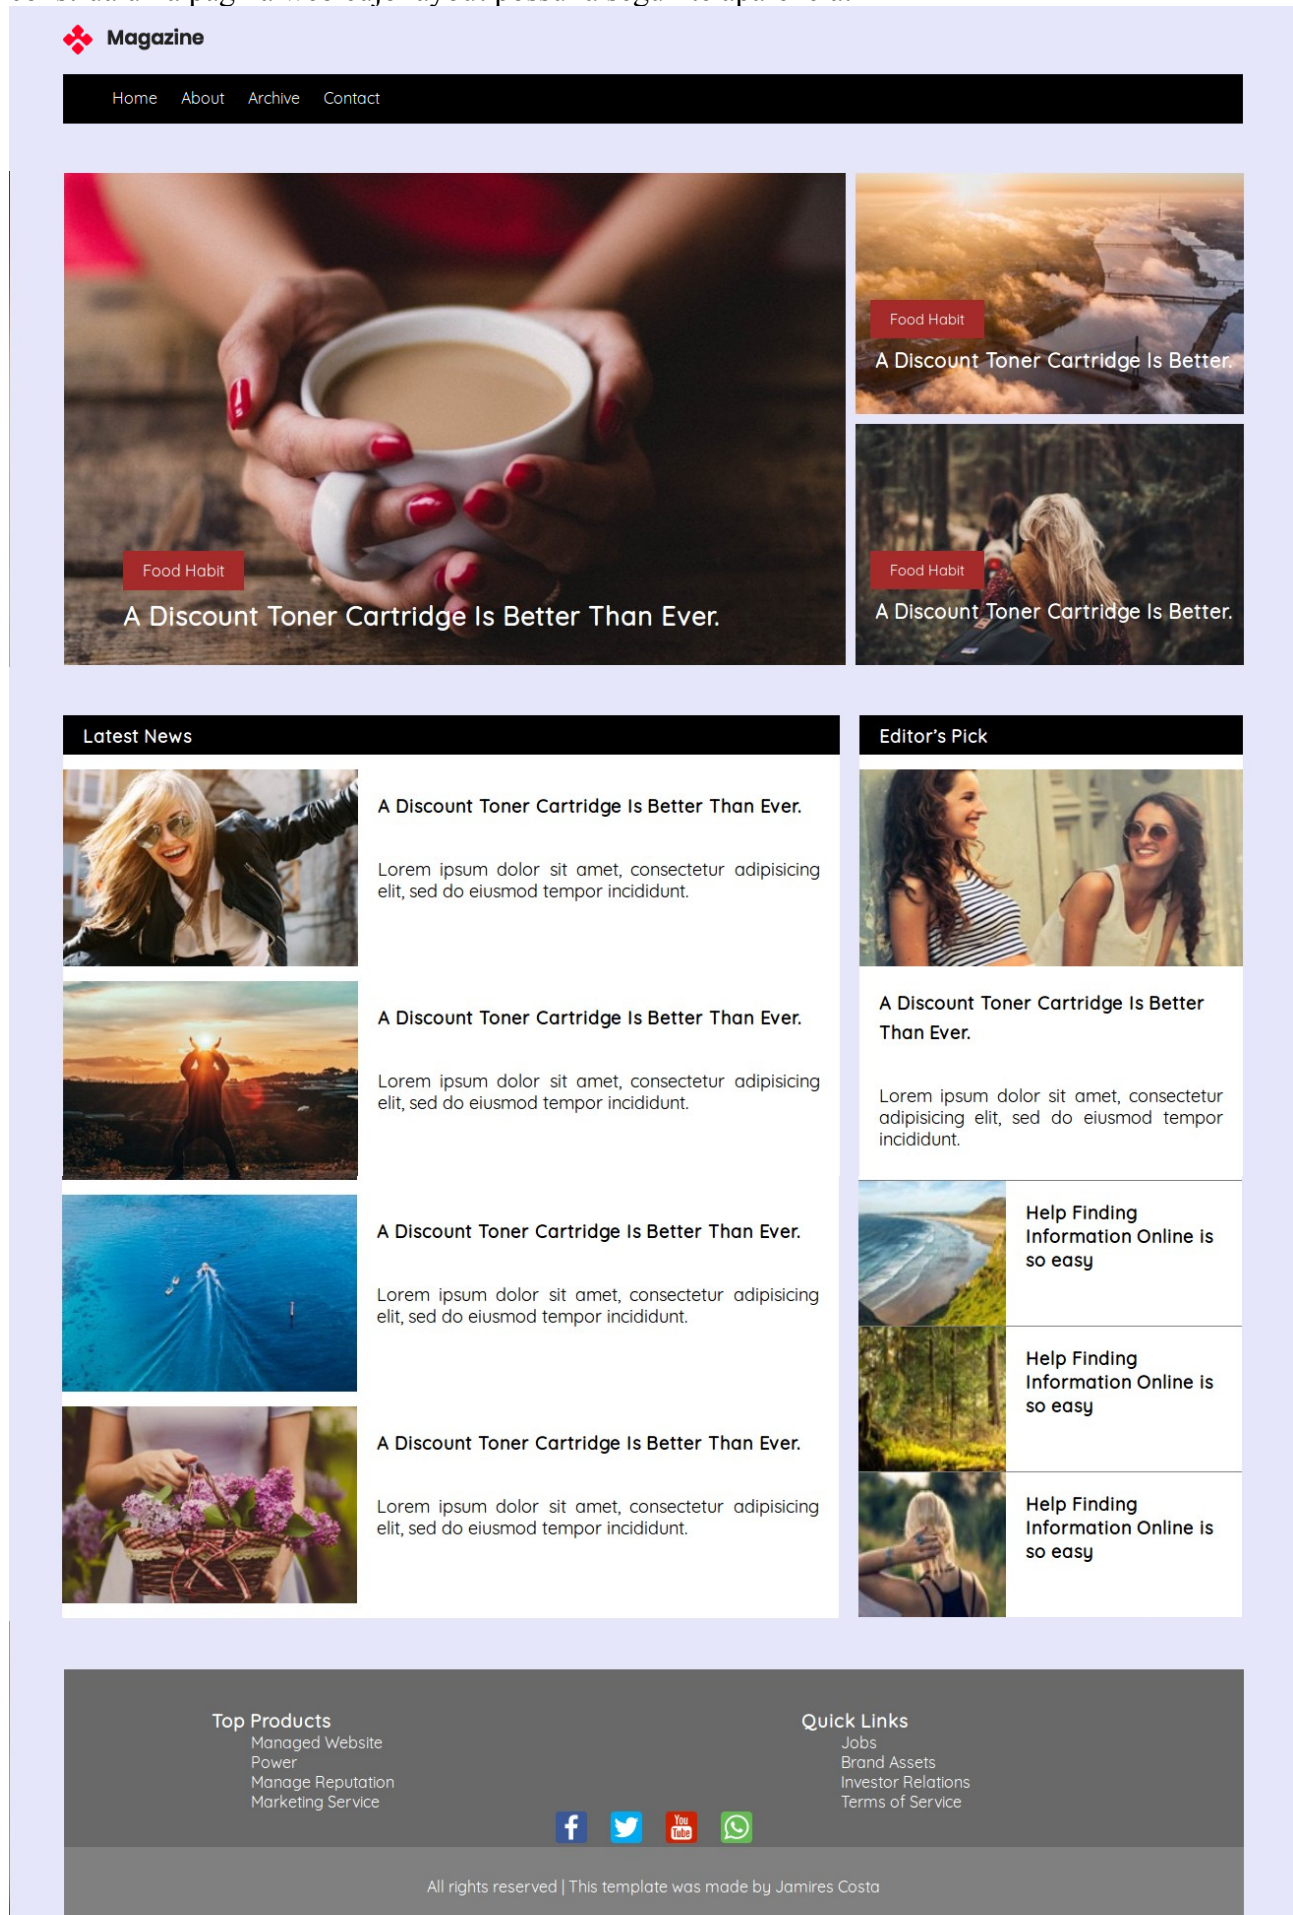 Magazine
Home About Archive Contact
Food Habit
A Discount Toner Cartridge Is Better Than Ever.
Food Habit
A Discount Toner Cartridge Is Better.
Food Habit
A Discount Toner Cartridge Is Better.
Latest News
A Discount Toner Cartridge Is Better Than Ever.
Lorem ipsum dolor sit amet, consectetur adipisicing
elit, sed do eiusmod tempor incididunt.
A Discount Toner Cartridge Is Better Than Ever.
Lorem ipsum dolor sit amet, consectetur adipisicing
elit, sed do eiusmod tempor incididunt.
A Discount Toner Cartridge Is Better Than Ever.
Lorem ipsum dolor sit amet, consectetur adipisicing
elit, sed do eiusmod tempor incididunt.
A Discount Toner Cartridge Is Better Than Ever.
Lorem ipsum dolor sit amet, consectetur adipisicing
elit, sed do eiusmod tempor incididunt.
Editor's Pick
A Discount Toner Cartridge Is Better
Than Ever.
Lorem ipsum dolor sit amet, consectetur
adipisicing elit, sed do eiusmod tempor
incididunt.
Help Finding
Information Online is
so easy
Help Finding
Information Online is
so easy
Help Finding
Information Online is
so easy
Top Products
Managed Website
Power
Manage Reputation
Marketing Service
Quick Links
Jobs
Brand Assets
Investor Relations
Terms of Service
You
Tube
All rights reserved | This template was made by Jamires Costa